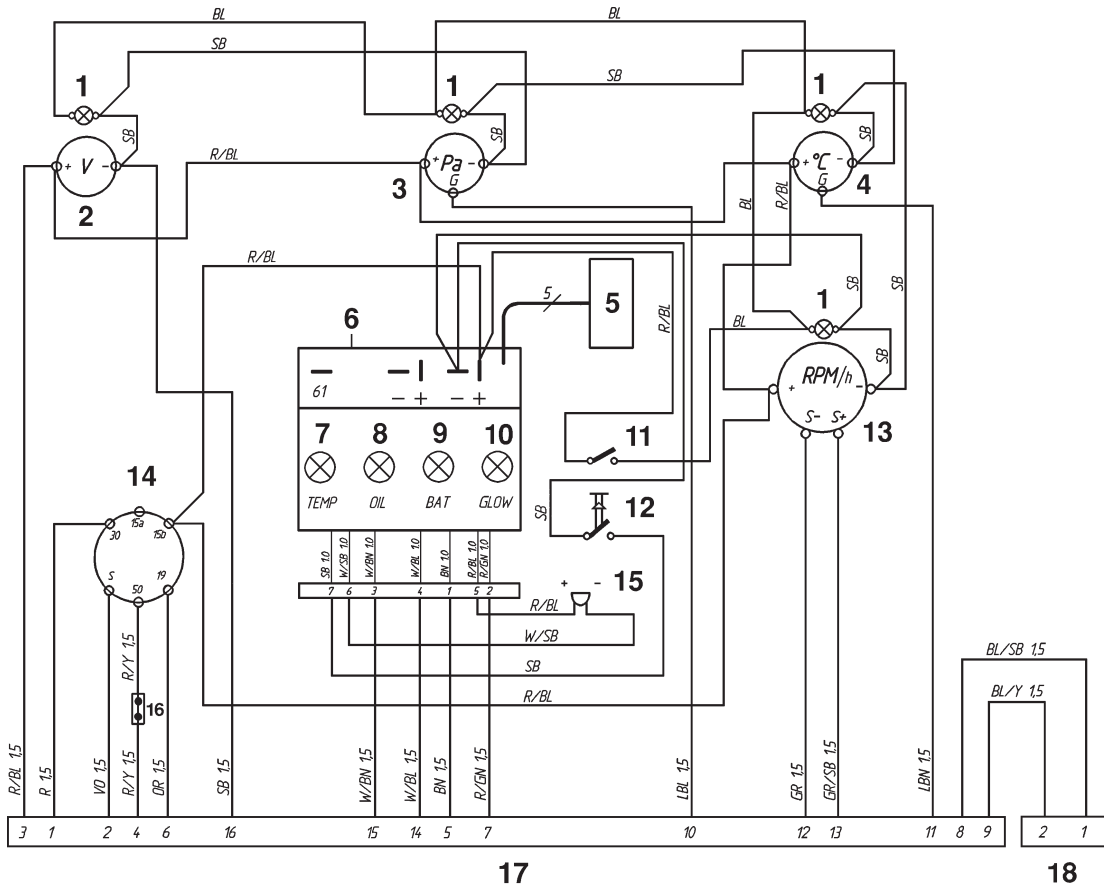 BL
BL
SB
SB
1
1
1
SB
SB
SB
+ V -
R/BL
+ Pa -
G
+ °C -
G
2
3
4
BL
R/BL
R/BL
SB
SB
5
5
R/BL
1
6
BL
SB
61
- +
- +
RPM/h
+ -
S- S+
13
7
8
9
10
11
TEMP
OIL
BAT
GLOW
14
12
SB
15a
30
15b
S
19
50
SB 1.0
W/SB 1.0
W/BN 1.0
W/BL 1.0
BN 1.0
R/BL 1.0
R/GN 1.0
7 6 3 4 1 5 2
+ -
15
R/BL
W/SB
SB
R/BL
R/Y 1,5
16
BL/SB 1,5
BL/Y 1,5
R/BL 1,5
R 1,5
VO 1,5
R/Y 1,5
OR 1,5
SB 1,5
W/BN 1,5
W/BL 1,5
BN 1,5
R/GN 1,5
LBL 1,5
GR 1,5
GR/SB 1,5
LBN 1,5
3 1 2 4 6 16 15 14 5 7 10 12 13 11 8 9
2 1
17
18